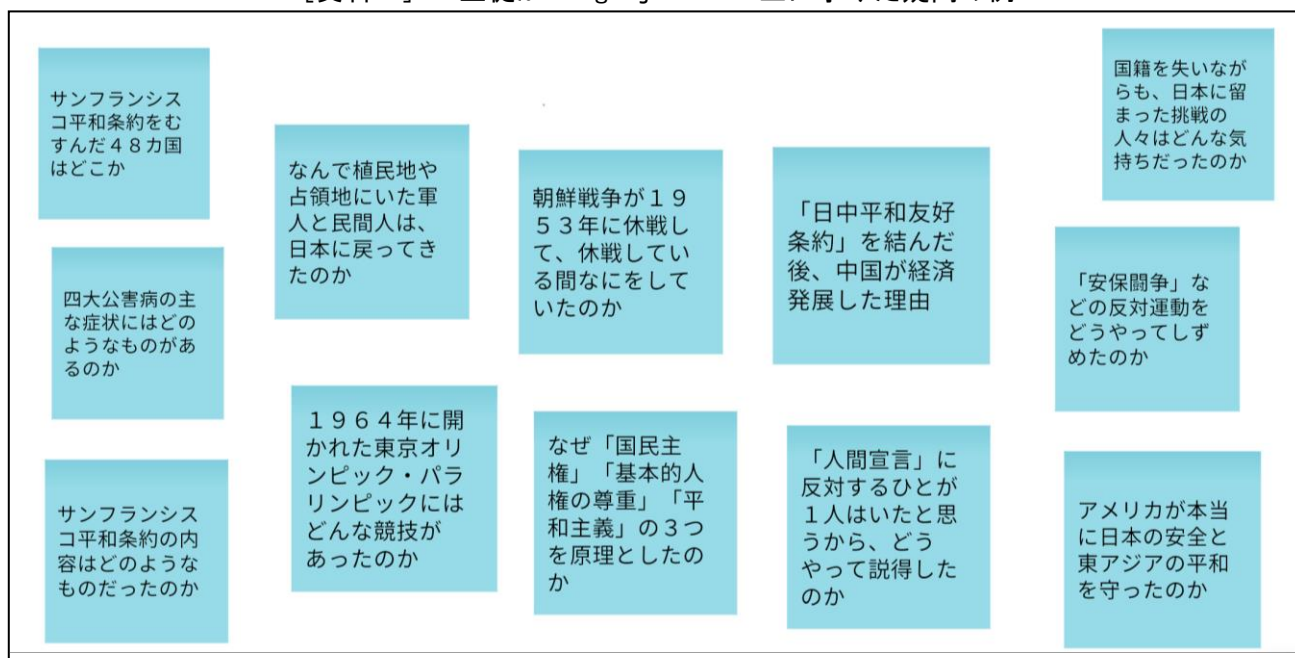 サンフランシス
コ平和条約をむ
すんだ48カ国
はどこか
四大公害病の主
な症状にはどの
ようなものがあ
るのか
サンフランシス
コ平和条約の内
容はどのような
ものだったのか
なんで植民地や
占領地にいた軍
人と民間人は、
日本に戻ってき
たのか
1964年に開
かれた東京オリ
ンピック・パラ
リンピックには
どんな競技が
あったのか
朝鮮戦争が19
53年に休戦し
て、休戦してい
る間なにをして
いたのか
なぜ「国民主
権」「基本的人
権の尊重」「平
和主義」の3つ
を原理としたの
か
「日中平和友好
条約」を結んだ
後、中国が経済
発展した理由
「人間宣言」に
反対するひとが
1人はいたと思
うから、どう
やって説得した
のか
国籍を失いなが
らも、日本に留
まった挑戦の
人々はどんな気
持ちだったのか
「安保闘争」な
どの反対運動を
どうやってしず
めたのか
アメリカが本当
に日本の安全と
東アジアの平和
を守ったのか